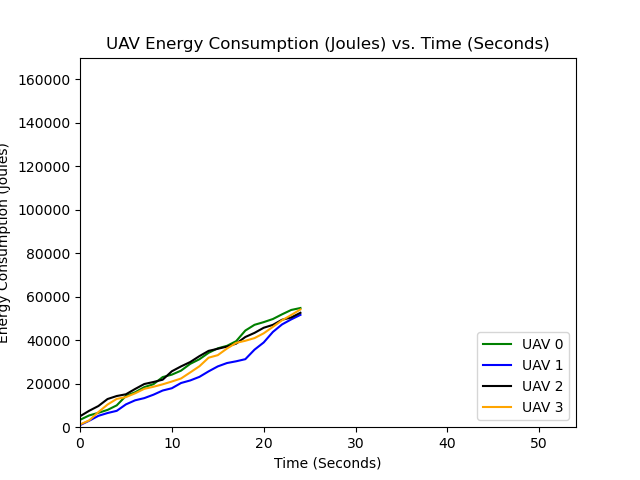 UAV Energy Consumption (Joules) vs. Time (Seconds)
160000
140000
120000
100000
80000
60000
40000
20000
0
Energy Consumption (Joules)
0 10 20 30 40 50
Time (Seconds)
UAV 0
UAV 1
UAV 2
UAV 3